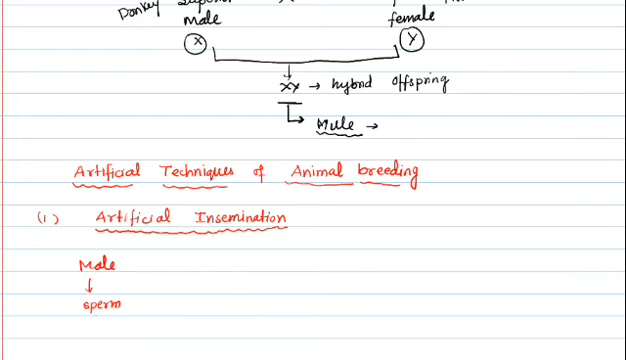 Donkey
male female
X Y
XY → hybrid offspring
Mule →
Artificial Techniques of Animal breeding
(1) Artificial Insemination
Male
↓
sperm